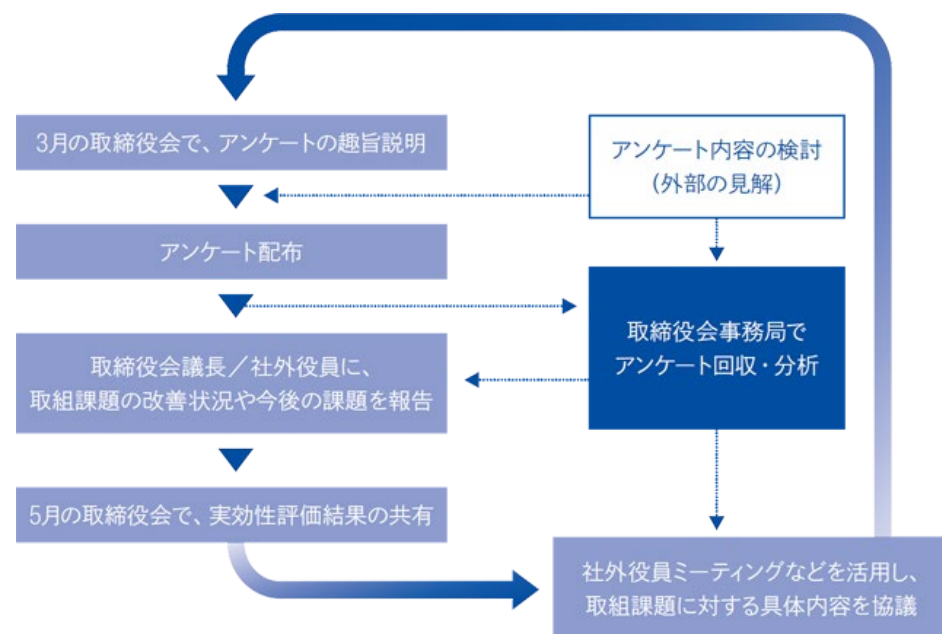 3月の取締役会で、アンケートの趣旨説明
アンケート内容の検討
(外部の見解)
アンケート配布
取締役会事務局で
アンケート回収・分析
取締役会議長／社外役員に、
取組課題の改善状況や今後の課題を報告
5月の取締役会で、実効性評価結果の共有
社外役員ミーティングなどを活用し、
取組課題に対する具体内容を協議